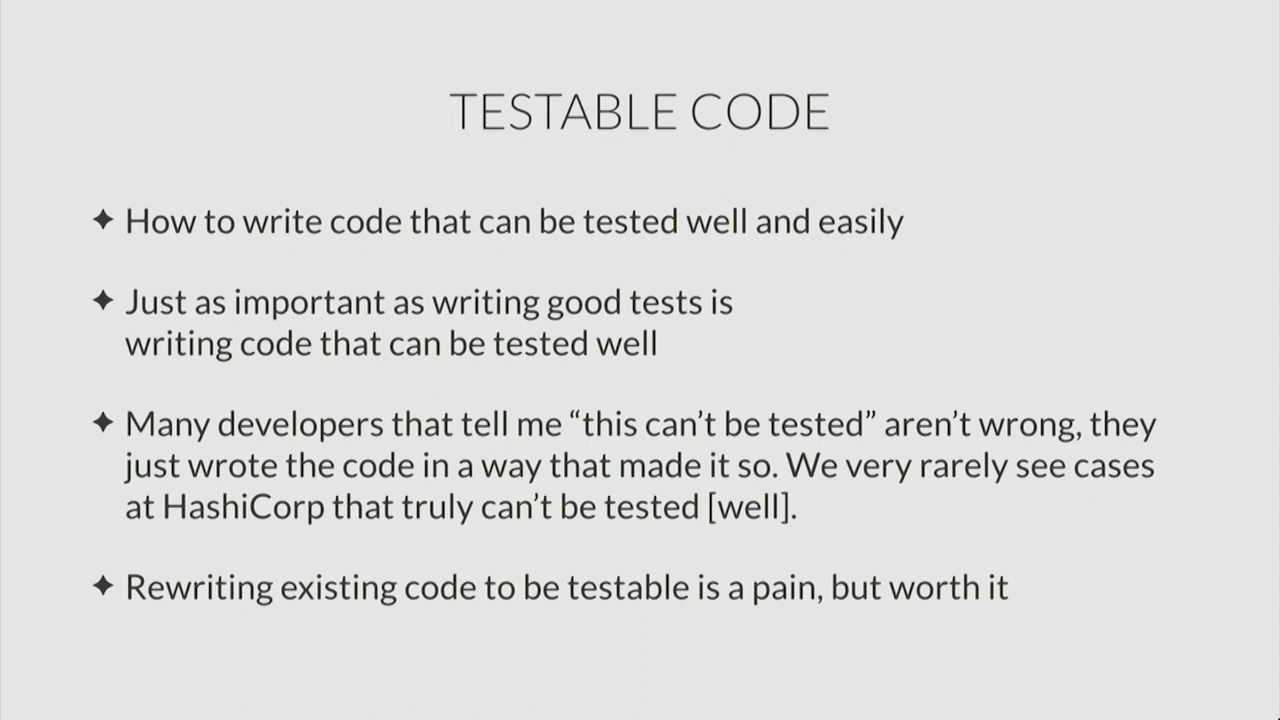 TESTABLE CODE
✦ How to write code that can be tested well and easily
✦ Just as important as writing good tests is
writing code that can be tested well
✦ Many developers that tell me “this can’t be tested” aren’t wrong, they
just wrote the code in a way that made it so. We very rarely see cases
at HashiCorp that truly can’t be tested [well].
✦ Rewriting existing code to be testable is a pain, but worth it